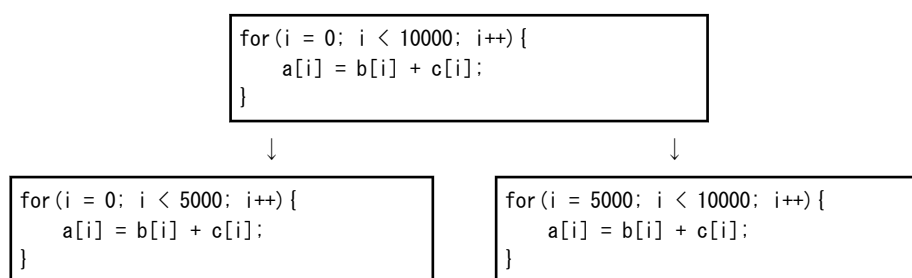 for(i = 0; i < 10000; i++){
    a[i] = b[i] + c[i];
}
↓ ↓
for(i = 0; i < 5000; i++){
    a[i] = b[i] + c[i];
}
for(i = 5000; i < 10000; i++){
    a[i] = b[i] + c[i];
}